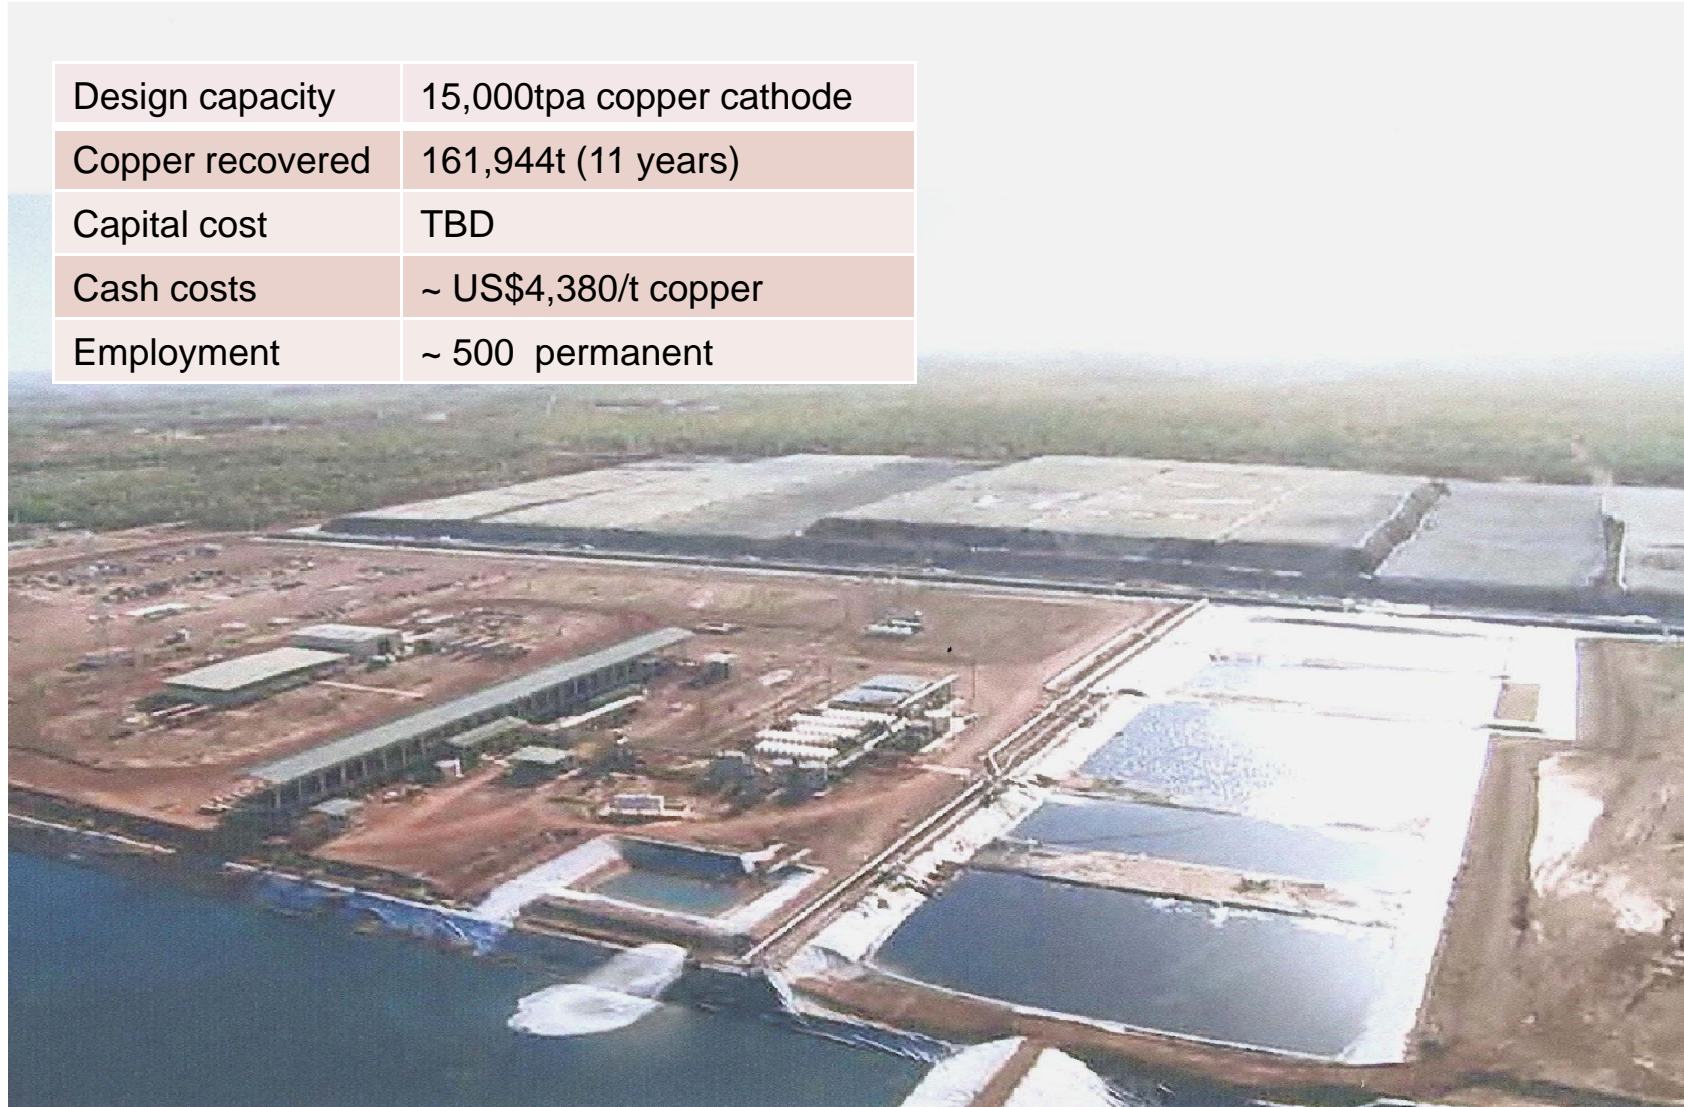 Design capacity 15,000tpa copper cathode
Copper recovered 161,944t (11 years)
Capital cost TBD
Cash costs ~ US$4,380/t copper
Employment ~ 500 permanent